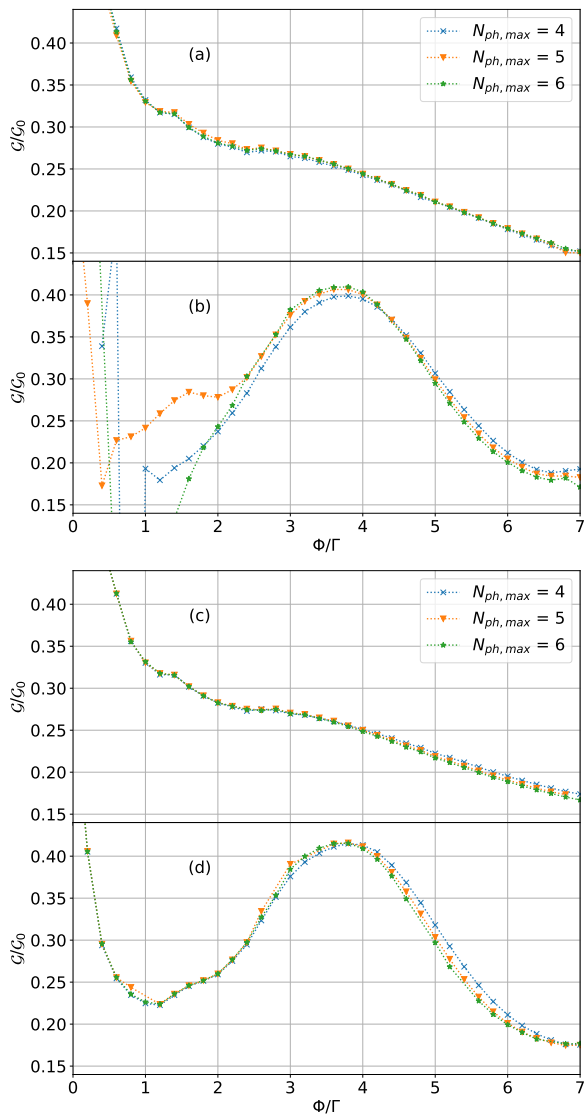 0.40
0.35
0.30
0.25
0.20
0.15
𝒢/𝒢₀
(a)
N_{ph, max} = 4
N_{ph, max} = 5
N_{ph, max} = 6
0.40
0.35
0.30
0.25
0.20
0.15
𝒢/𝒢₀
(b)
0 1 2 3 4 5 6 7
Φ/Γ
0.40
0.35
0.30
0.25
0.20
0.15
𝒢/𝒢₀
(c)
N_{ph, max} = 4
N_{ph, max} = 5
N_{ph, max} = 6
0.40
0.35
0.30
0.25
0.20
0.15
𝒢/𝒢₀
(d)
0 1 2 3 4 5 6 7
Φ/Γ